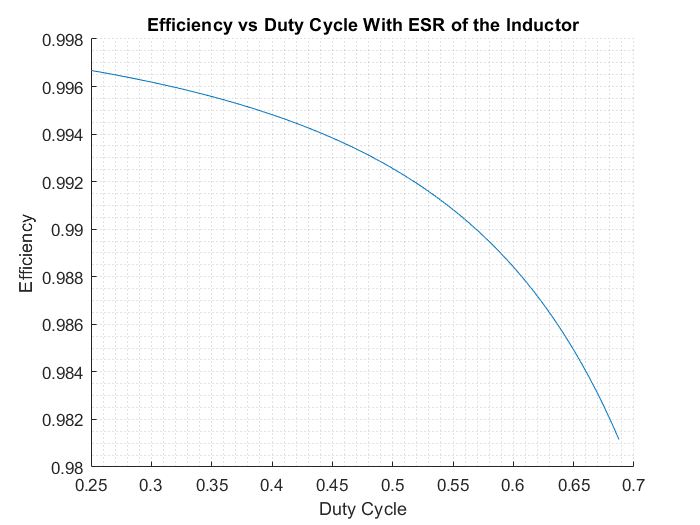 Efficiency vs Duty Cycle With ESR of the Inductor
0.998
0.996
0.994
0.992
0.99
0.988
0.986
0.984
0.982
0.98
Efficiency
0.25 0.3 0.35 0.4 0.45 0.5 0.55 0.6 0.65 0.7
Duty Cycle